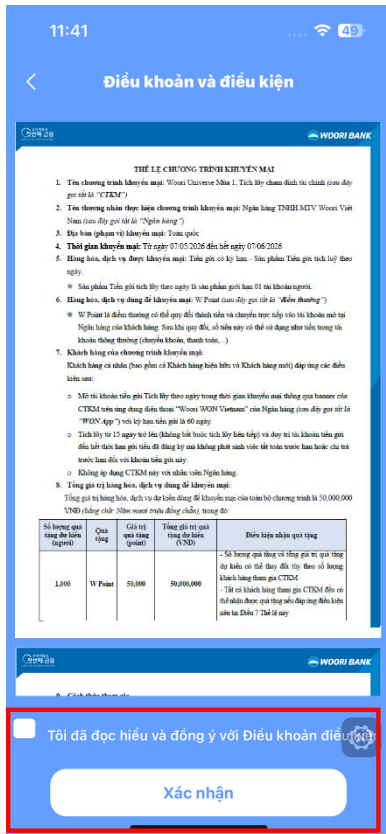 11:41
49
Điều khoản và điều kiện
WOORI BANK
THỂ LỆ CHƯƠNG TRÌNH KHUYẾN MẠI
1. Tên chương trình khuyến mại: Woori Universe Mùa 1, Tích lũy chạm đỉnh tài chính (sau đây
gọi tắt là "CTKM")
2. Tên thương nhân thực hiện chương trình khuyến mại: Ngân hàng TNHH MTV Woori Việt
Nam (sau đây gọi tắt là "Ngân hàng")
3. Địa bàn (phạm vi) khuyến mại: Toàn quốc
4. Thời gian khuyến mại: Từ ngày 07/05/2026 đến hết ngày 07/06/2026
5. Hàng hóa, dịch vụ được khuyến mại: Tiền gửi có kỳ hạn - Sản phẩm Tiền gửi tích luỹ theo
ngày.
Sản phẩm Tiền gửi tích lũy theo ngày là sản phẩm giới hạn 01 tài khoản/người.
6. Hàng hóa, dịch vụ dùng để khuyến mại: W Point (sau đây gọi tắt là "điểm thưởng")
W Point là điểm thưởng có thể quy đổi thành tiền và chuyển trực tiếp vào tài khoản mở tại
Ngân hàng của khách hàng. Sau khi quy đổi, số tiền này có thể sử dụng như tiền trong tài
khoản thông thường (chuyển khoản, thanh toán,...)
7. Khách hàng của chương trình khuyến mại:
Khách hàng cá nhân (bao gồm cả Khách hàng hiện hữu và Khách hàng mới) đáp ứng các điều
kiện sau:
o Mở tài khoản tiền gửi Tích lũy theo ngày trong thời gian khuyến mại thông qua banner của
CTKM trên ứng dụng điện thoại "Woori WON Vietnam" của Ngân hàng (sau đây gọi tắt là
"WON App") với kỳ hạn tiền gửi là 60 ngày.
o Tích lũy từ 15 ngày trở lên (không bắt buộc tích lũy liên tiếp) và duy trì tài khoản tiền gửi
đến hết thời hạn gửi tiền đã đăng ký mà không phát sinh việc tất toán trước hạn hoặc chi trả
trước hạn đối với khoản tiền gửi này.
o Không áp dụng CTKM này với nhân viên Ngân hàng.
8. Tổng giá trị hàng hóa, dịch vụ dùng để khuyến mại:
Tổng giá trị hàng hóa, dịch vụ dự kiến dùng để khuyến mại của toàn bộ chương trình là 50,000,000
VNĐ (bằng chữ: Năm mươi triệu đồng chẵn), trong đó:
Số lượng quà tặng dự kiến (người)
Quà tặng
Giá trị quà tặng (point)
Tổng giá trị quà tặng dự kiến (VNĐ)
Điều kiện nhận quà tặng
1,000
W Point
50,000
50,000,000
- Số lượng quà tặng và tổng giá trị quà tặng
dự kiến có thể thay đổi tùy theo số lượng
khách hàng tham gia CTKM.
- Tất cả khách hàng tham gia CTKM đều có
thể nhận được quà tặng nếu đáp ứng điều kiện
nêu tại Điều 7 Thể lệ này
WOORI BANK
9. Cách thức tham gia
Tôi đã đọc hiểu và đồng ý với Điều khoản điều kiện
Xác nhận